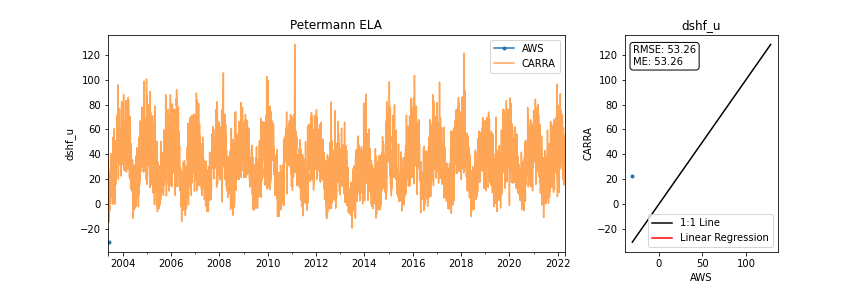 Petermann ELA
dshf_u
120
100
80
60
40
20
0
−20
2004
2006
2008
2010
2012
2014
2016
2018
2020
2022
AWS
CARRA
dshf_u
CARRA
120
100
80
60
40
20
0
−20
RMSE: 53.26
ME: 53.26
1:1 Line
Linear Regression
0
50
100
AWS